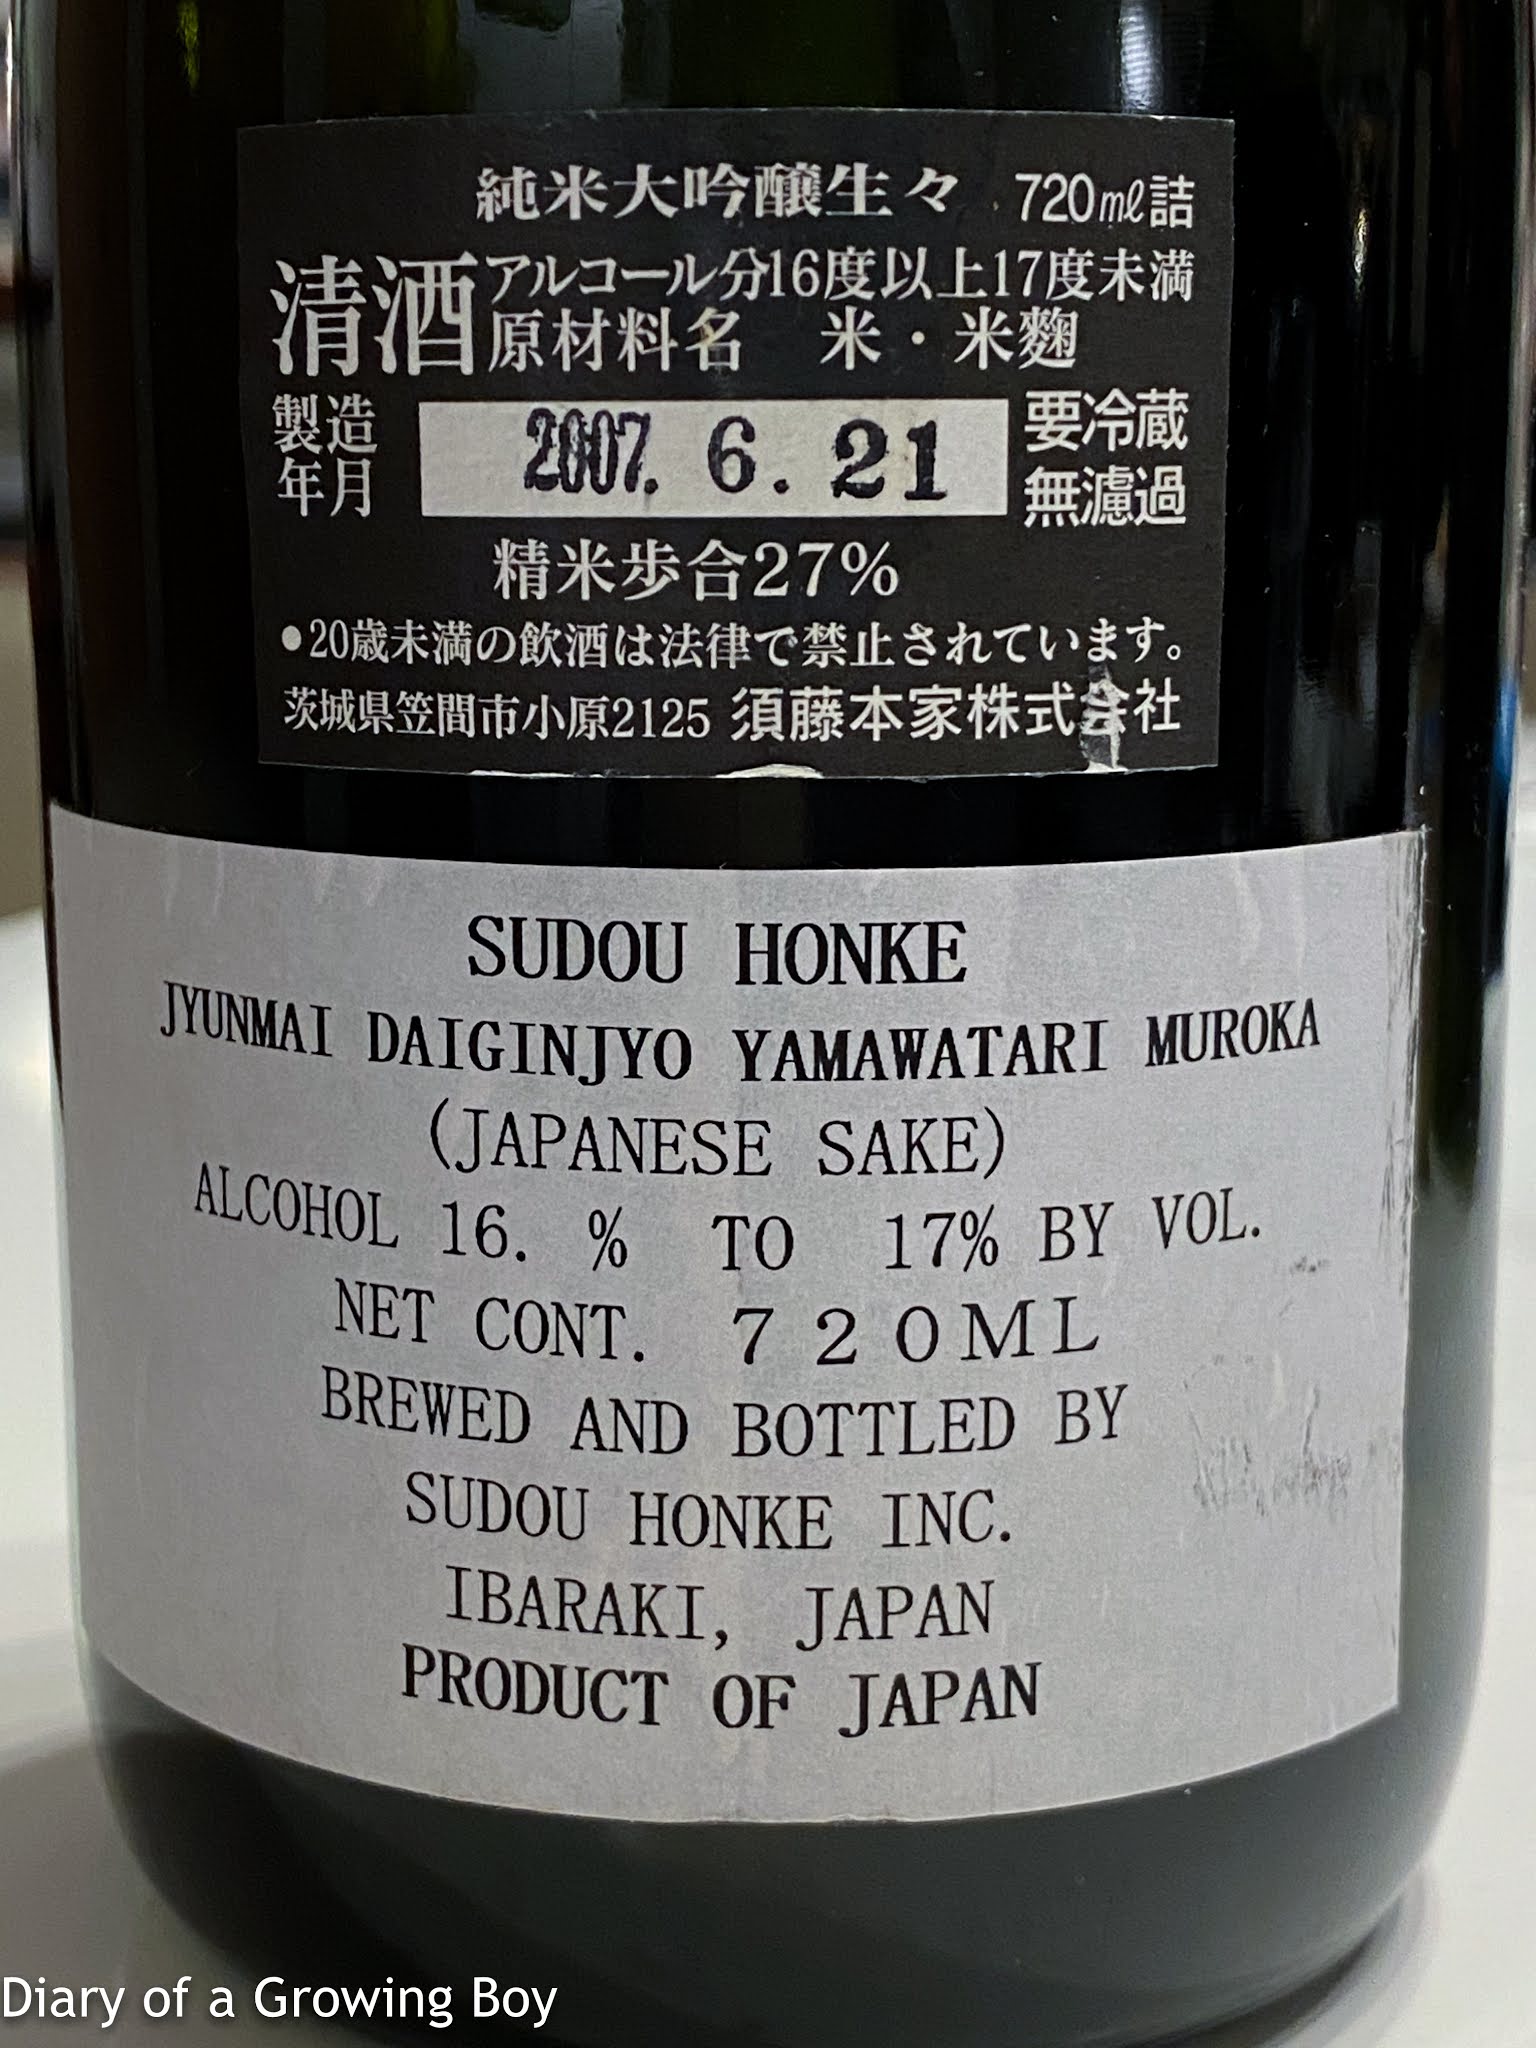 純米大吟醸生々 720ml詰
清酒 アルコール分16度以上17度未満
原材料名 米・米麴
製造年月 2007. 6. 21 要冷蔵
無濾過
精米歩合27%
●20歳未満の飲酒は法律で禁止されています。
茨城県笠間市小原2125 須藤本家株式会社
SUDOU HONKE
JYUNMAI DAIGINJYO YAMAWATARI MUROKA
(JAPANESE SAKE)
ALCOHOL 16. % TO 17% BY VOL.
NET CONT. 720ML
BREWED AND BOTTLED BY
SUDOU HONKE INC.
IBARAKI, JAPAN
PRODUCT OF JAPAN
Diary of a Growing Boy